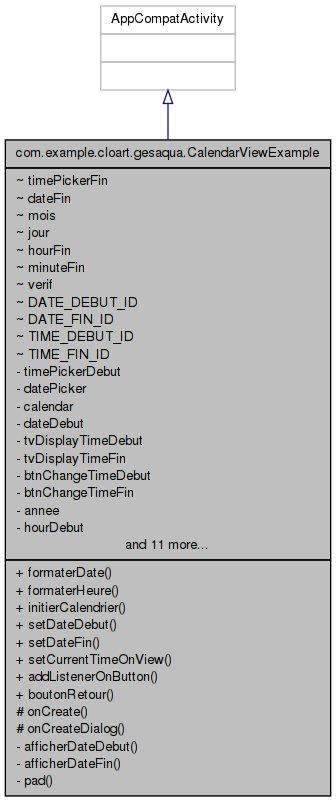 AppCompatActivity
com.example.cloart.gesaqua.CalendarViewExample
~ timePickerFin
~ dateFin
~ mois
~ jour
~ hourFin
~ minuteFin
~ verif
~ DATE_DEBUT_ID
~ DATE_FIN_ID
~ TIME_DEBUT_ID
~ TIME_FIN_ID
- timePickerDebut
- datePicker
- calendar
- dateDebut
- tvDisplayTimeDebut
- tvDisplayTimeFin
- btnChangeTimeDebut
- btnChangeTimeFin
- annee
- hourDebut
and 11 more...
+ formaterDate()
+ formaterHeure()
+ initierCalendrier()
+ setDateDebut()
+ setDateFin()
+ setCurrentTimeOnView()
+ addListenerOnButton()
+ boutonRetour()
# onCreate()
# onCreateDialog()
- afficherDateDebut()
- afficherDateFin()
- pad()